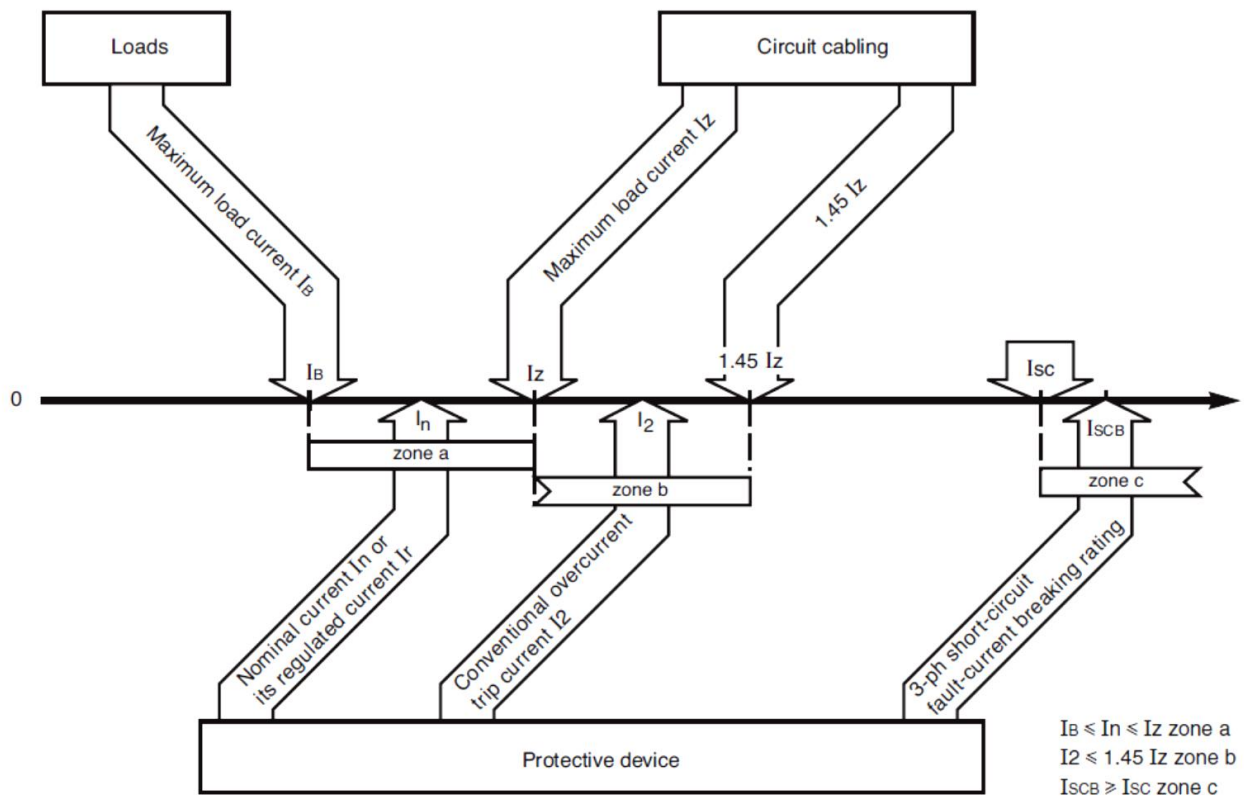 Loads
Circuit cabling
Maximum load current IB
Maximum load current Iz
1.45 Iz
IB
Iz
1.45 Iz
Isc
0
In
I2
ISCB
zone a
zone b
zone c
Nominal current In or
its regulated current Ir
Conventional overcurrent
trip current I2
3-ph short-circuit
fault-current breaking rating
Protective device
IB ⩽ In ⩽ Iz zone a
I2 ⩽ 1.45 Iz zone b
ISCB ⩾ ISC zone c